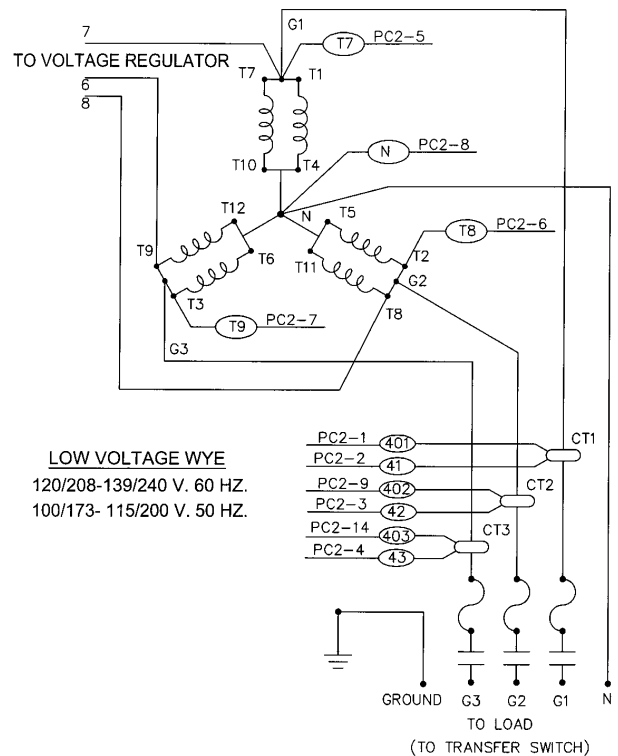 7
G1
T7
PC2-5
TO VOLTAGE REGULATOR
T7
T1
6
8
T10
T4
N
PC2-8
T12
N
T5
T8
PC2-6
T9
T6
T11
T2
G2
T3
T8
T9
PC2-7
G3
LOW VOLTAGE WYE
120/208-139/240 V. 60 HZ.
100/173- 115/200 V. 50 HZ.
PC2-1
401
CT1
PC2-2
41
PC2-9
402
CT2
PC2-3
42
PC2-14
403
CT3
PC2-4
43
GROUND
G3
G2
G1
N
TO LOAD
(TO TRANSFER SWITCH)